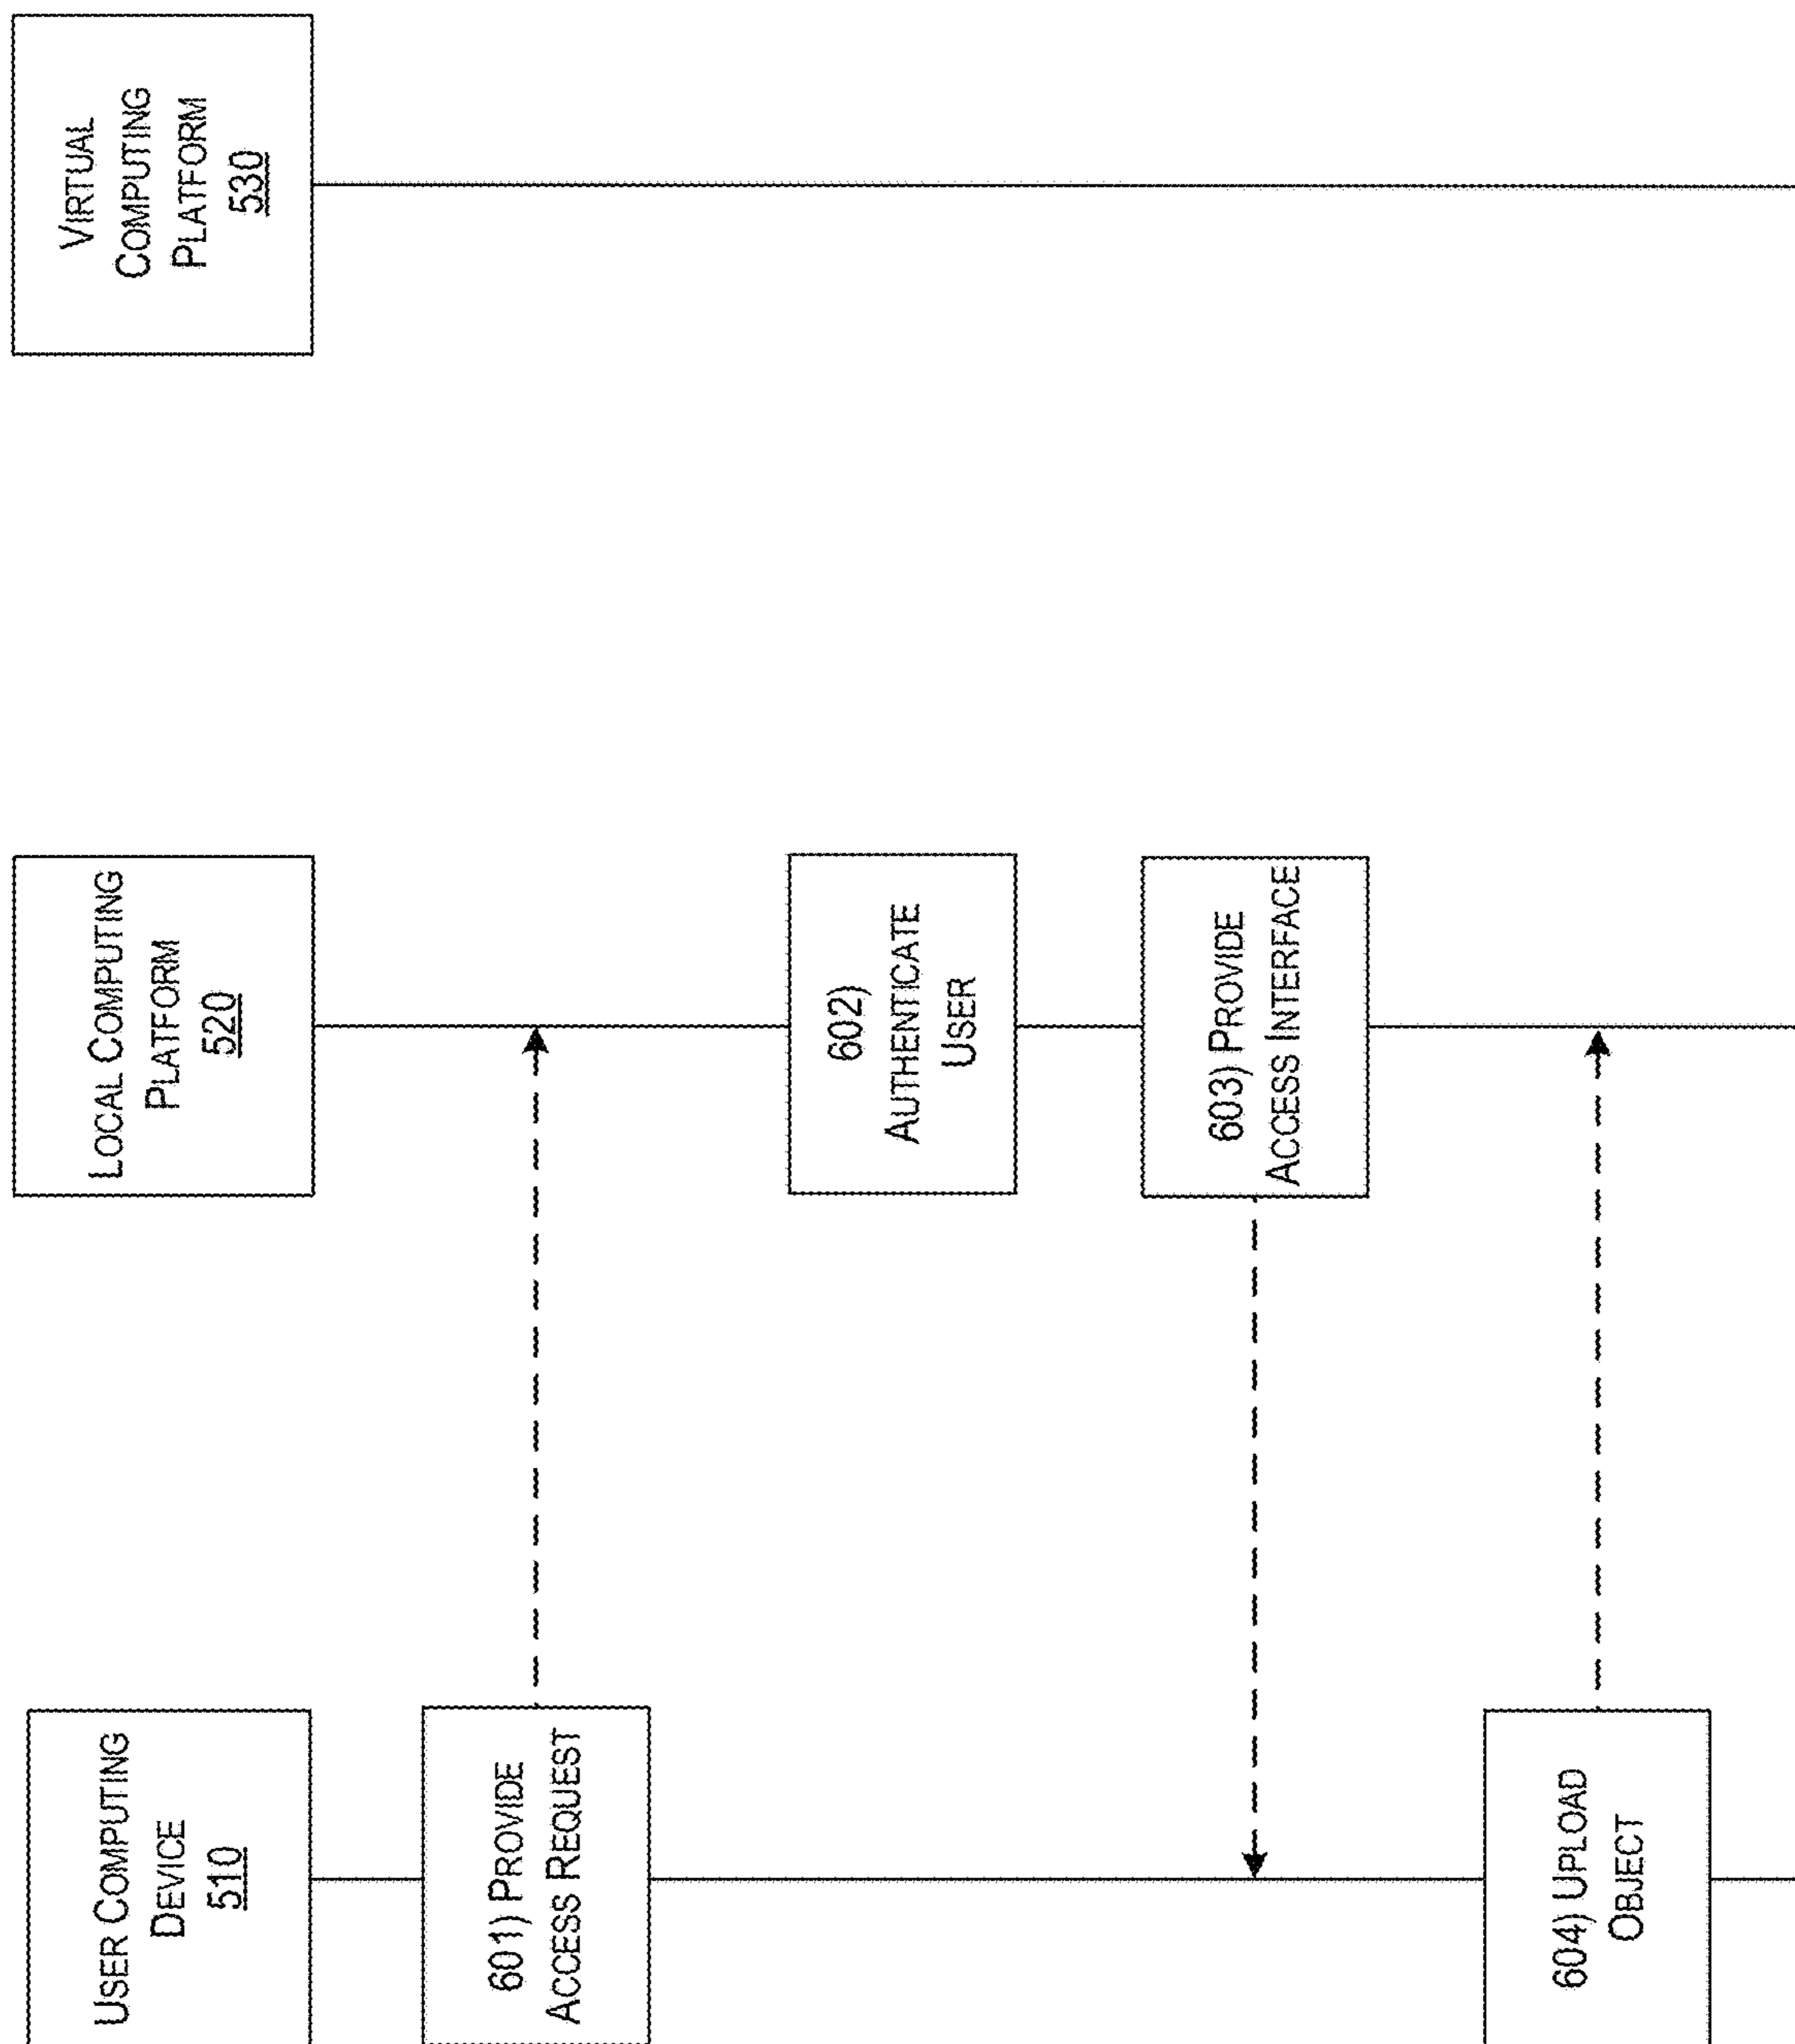 USER COMPUTING
DEVICE
510
LOCAL COMPUTING
PLATFORM
520
VIRTUAL
COMPUTING
PLATFORM
530
601) PROVIDE
ACCESS REQUEST
602)
AUTHENTICATE
USER
603) PROVIDE
ACCESS INTERFACE
604) UPLOAD
OBJECT